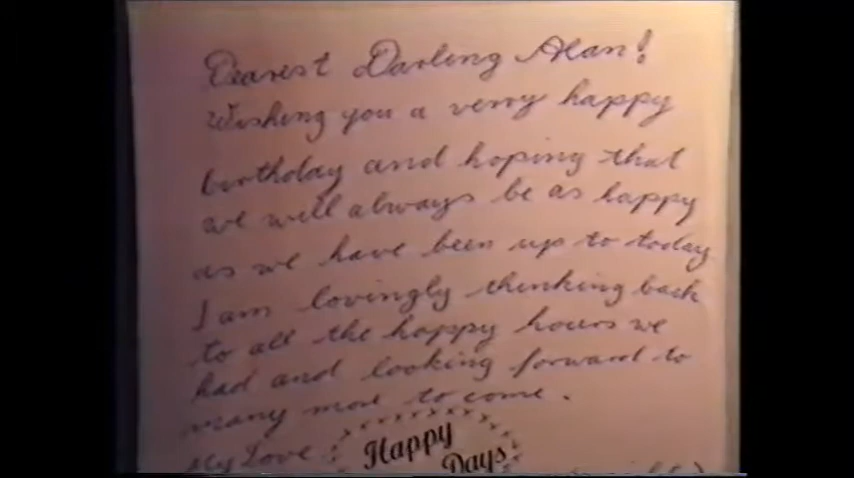 Dearest Darling Alan!
Wishing you a verry happy
birthday and hoping that
we will always be as happy
as we have been up to today
I am lovingly thinking back
to all the happy hours we
had and looking forward to
many more to come.
My Love
Happy
Days